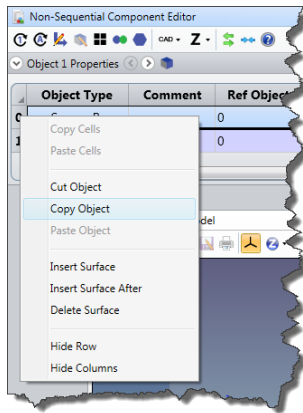 Non-Sequential Component Editor
CAD Z
Object 1 Properties
Object Type Comment Ref Object
0
Copy Cells
0
Paste Cells
Cut Object
Copy Object
Paste Object
Insert Surface
Insert Surface After
Delete Surface
Hide Row
Hide Columns